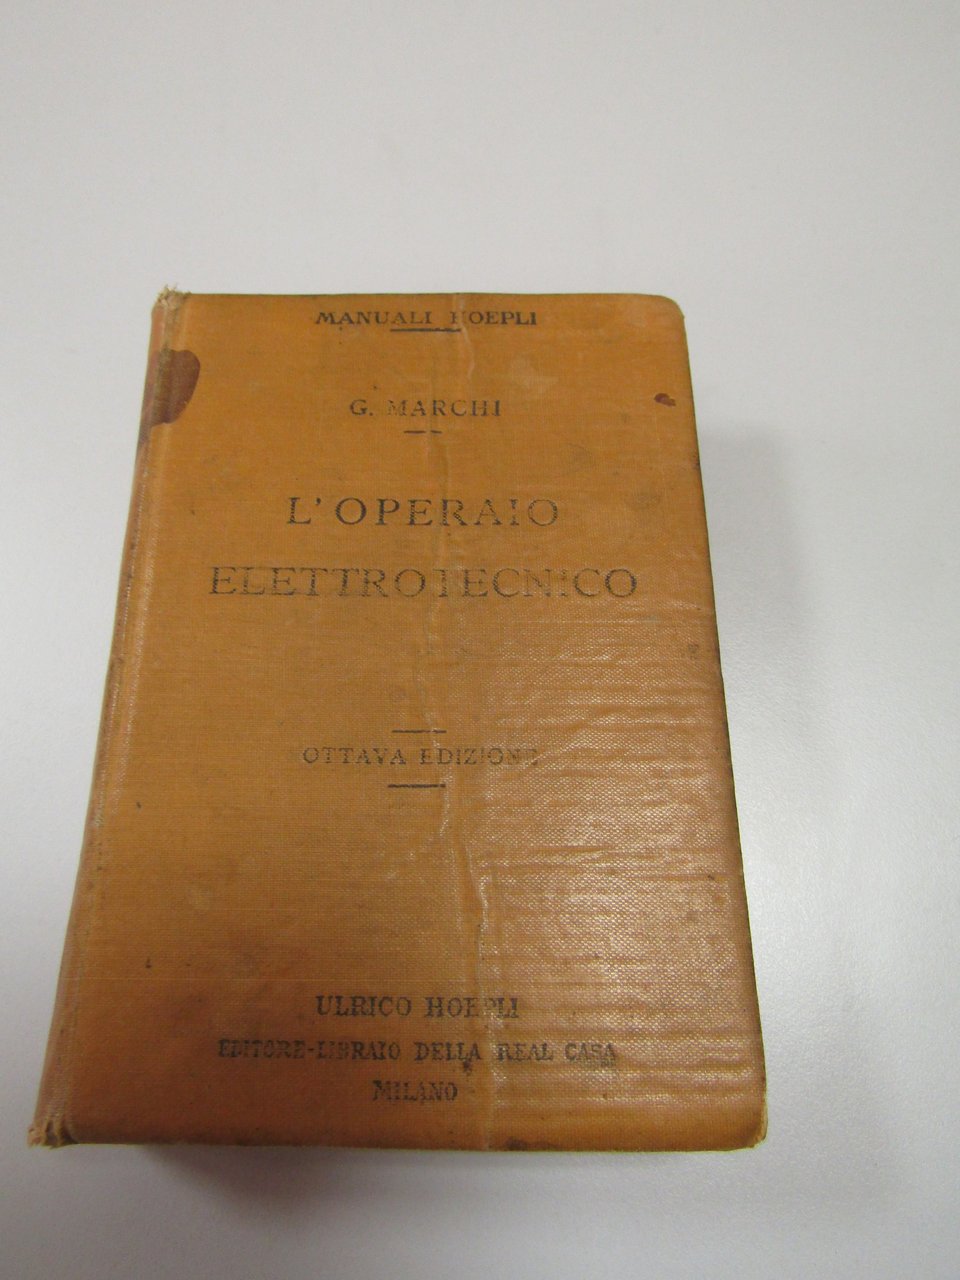 MANUALI HOEPLI
G. MARCHI
L'OPERAIO
ELETTROTECNICO
OTTAVA EDIZIONE
ULRICO HOEPLI
EDITORE-LIBRAIO DELLA REAL CASA
MILANO